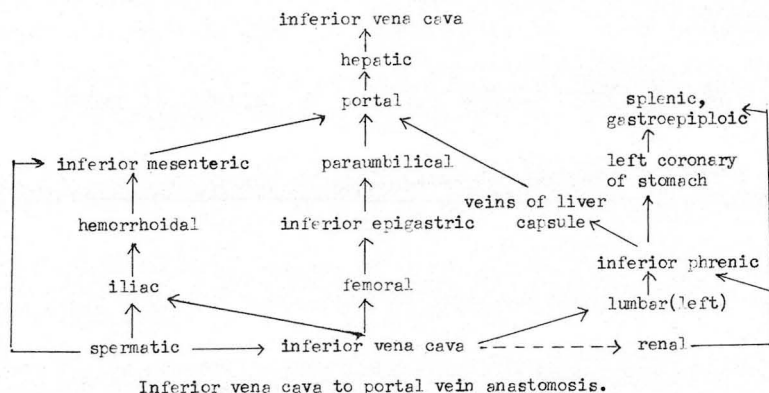 inferior vena cava
hepatic
portal
splenic,
gastroepiploic
inferior mesenteric
paraumbilical
left coronary
of stomach
veins of liver
capsule
hemorrhoidal
inferior epigastric
inferior phrenic
iliac
femoral
lumbar(left)
spermatic
inferior vena cava
renal
Inferior vena cava to portal vein anastomosis.